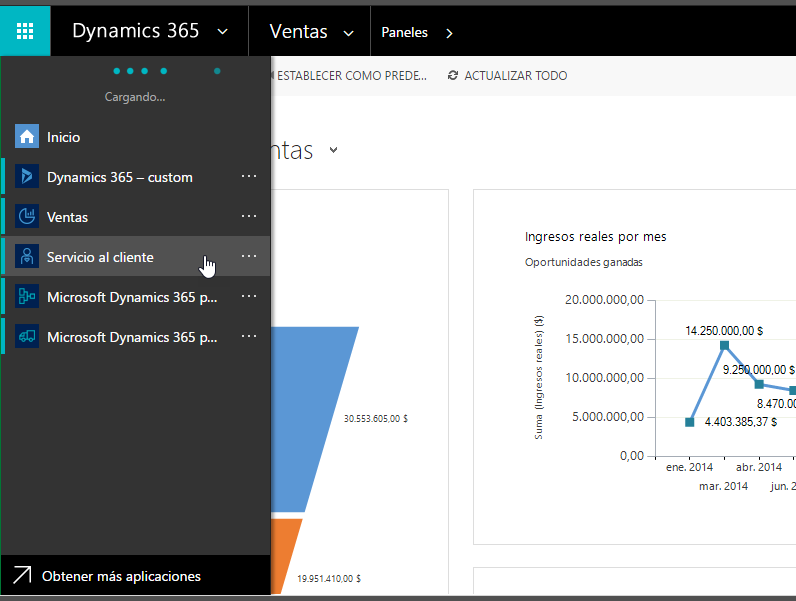 Dynamics 365
Ventas
Paneles
ESTABLECER COMO PREDE...
ACTUALIZAR TODO
Cargando...
Inicio
Dynamics 365 – custom
Ventas
Servicio al cliente
Microsoft Dynamics 365 p...
Microsoft Dynamics 365 p...
Obtener más aplicaciones
ntas
30.553.605,00 $
19.951.410,00 $
Ingresos reales por mes
Oportunidades ganadas
Suma (Ingresos reales) ($)
20.000.000,00
15.000.000,00
10.000.000,00
5.000.000,00
0,00
14.250.000,00 $
9.250.000,00 $
8.470.00
4.403.385,37 $
ene. 2014
abr. 2014
mar. 2014
jun. 2